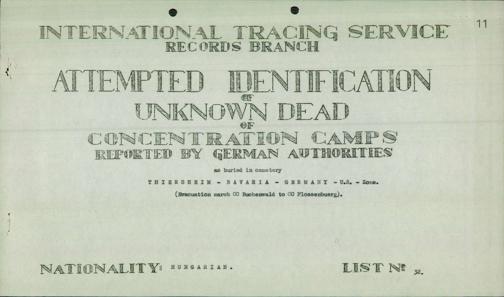 11
INTERNATIONAL TRACING SERVICE
RECORDS BRANCH
ATTEMPTED IDENTIFICATION
OF
UNKNOWN DEAD
OF
CONCENTRATION CAMPS
REPORTED BY GERMAN AUTHORITIES
as buried in cemetery
THIERSHEIM - BAVARIA - GERMANY - U.S. - Zone.
(Evacuation march CC Buchenwald to CC Flossenbuerg).
NATIONALITY: HUNGARIAN. LIST Nº 32.